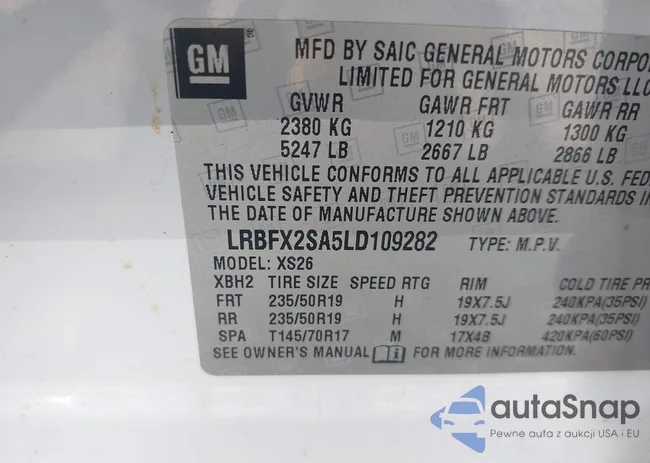 GM
MFD BY SAIC GENERAL MOTORS CORPO
LIMITED FOR GENERAL MOTORS LLC
GVWR GAWR FRT GAWR RR
2380 KG 1210 KG 1300 KG
5247 LB 2667 LB 2866 LB
THIS VEHICLE CONFORMS TO ALL APPLICABLE U.S. FED
VEHICLE SAFETY AND THEFT PREVENTION STANDARDS IN
THE DATE OF MANUFACTURE SHOWN ABOVE.
LRBFX2SA5LD109282 TYPE: M.P.V.
MODEL: XS26
XBH2 TIRE SIZE SPEED RTG RIM COLD TIRE PR
FRT 235/50R19 H 19X7.5J 240KPA(35PSI)
RR 235/50R19 H 19X7.5J 240KPA(35PSI)
SPA T145/70R17 M 17X4B 420KPA(60PSI)
SEE OWNER'S MANUAL FOR MORE INFORMATION.
autaSnap
Pewne auta z aukcji USA i EU